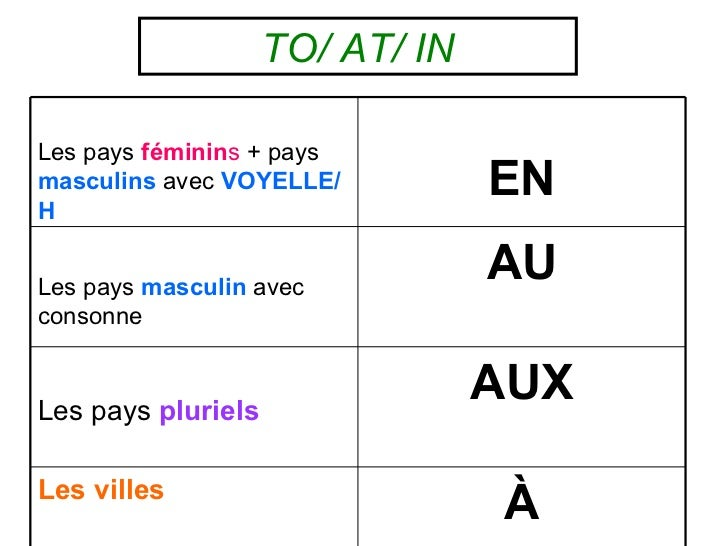 TO/ AT/ IN
Les pays féminins + pays
masculins avec VOYELLE/
H
EN
Les pays masculin avec
consonne
AU
Les pays pluriels
AUX
Les villes
À